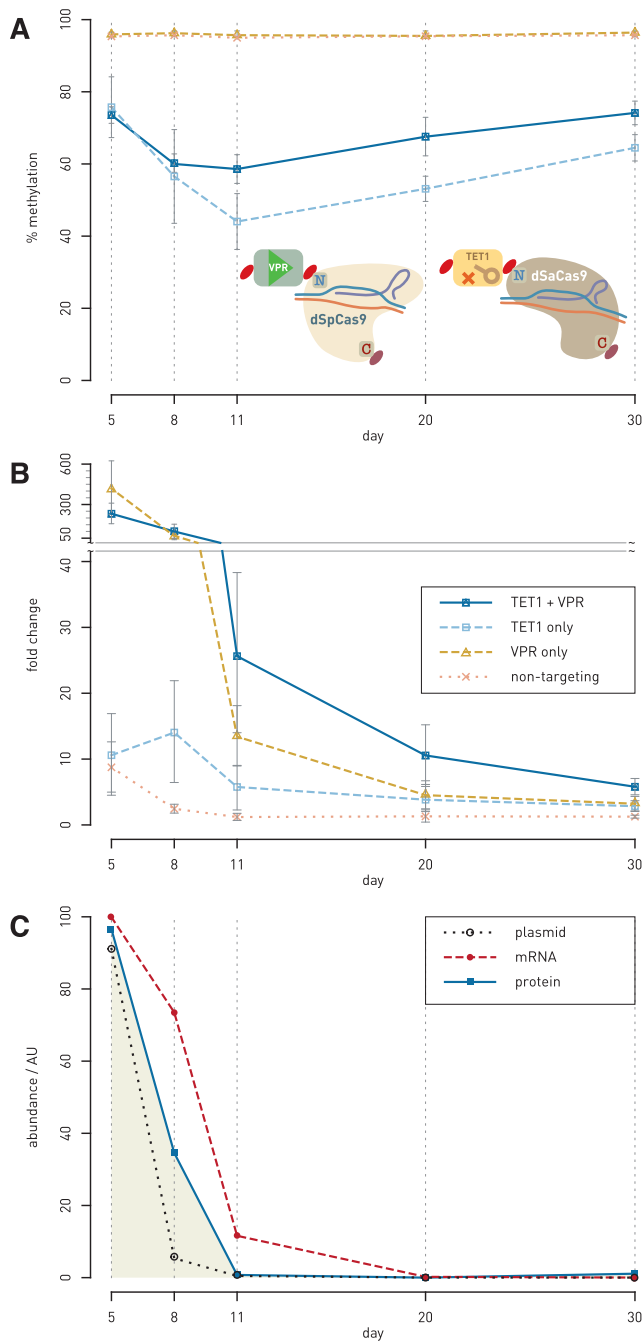 A
100
80
60
40
20
0
% methylation
VPR
N
dSpCas9
C
TET1
N
dSaCas9
C
5 8 11 20 30
day
B
600
300
50
~ ~
~ ~
40
30
20
10
0
fold change
TET1 + VPR
TET1 only
VPR only
non-targeting
5 8 11 20 30
day
C
100
80
60
40
20
0
abundance / AU
plasmid
mRNA
protein
5 8 11 20 30
day